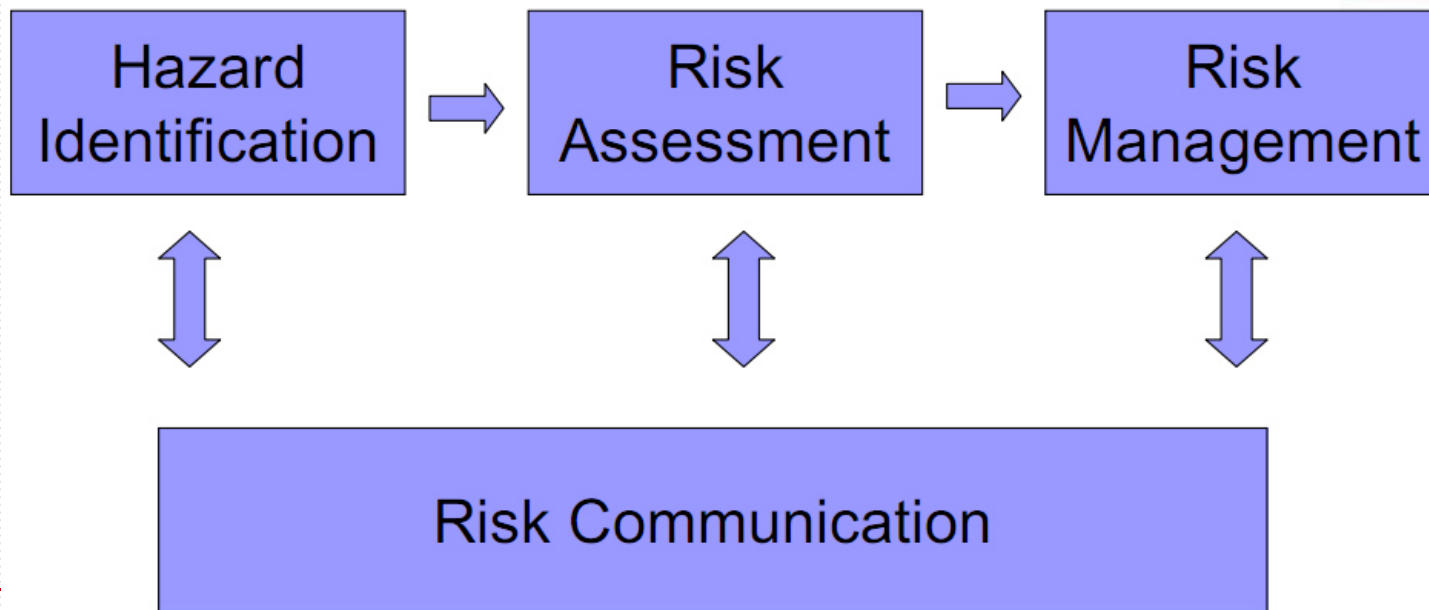 Hazard
Identification
Risk
Assessment
Risk
Management
Risk Communication